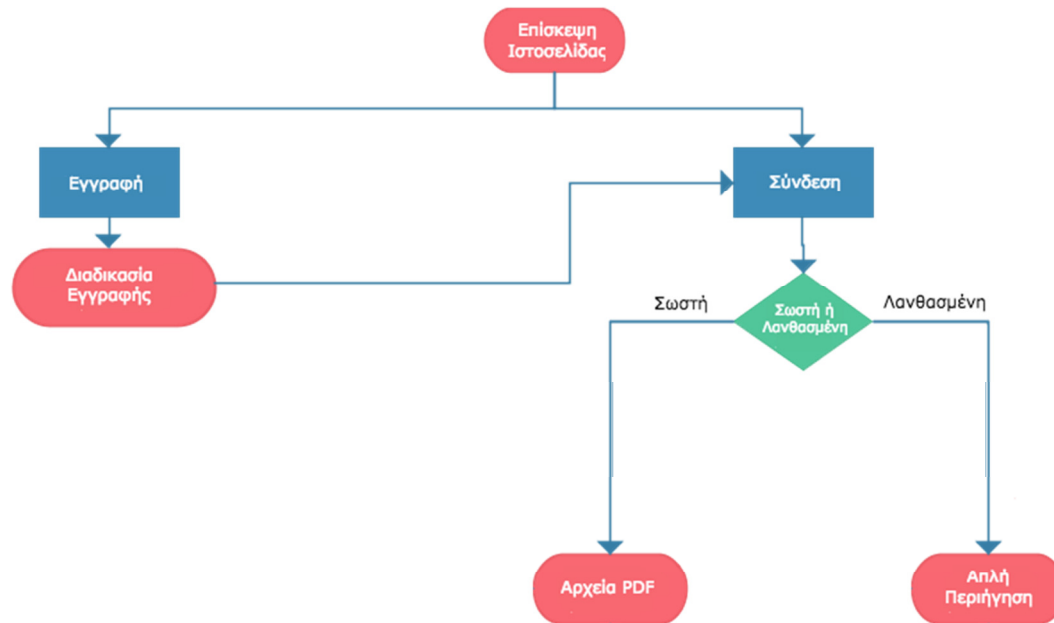 Επίσκεψη
Ιστοσελίδας
Εγγραφή
Σύνδεση
Διαδικασία
Εγγραφής
Σωστή
Σωστή ή
Λανθασμένη
Λανθασμένη
Αρχεία PDF
Απλή
Περιήγηση